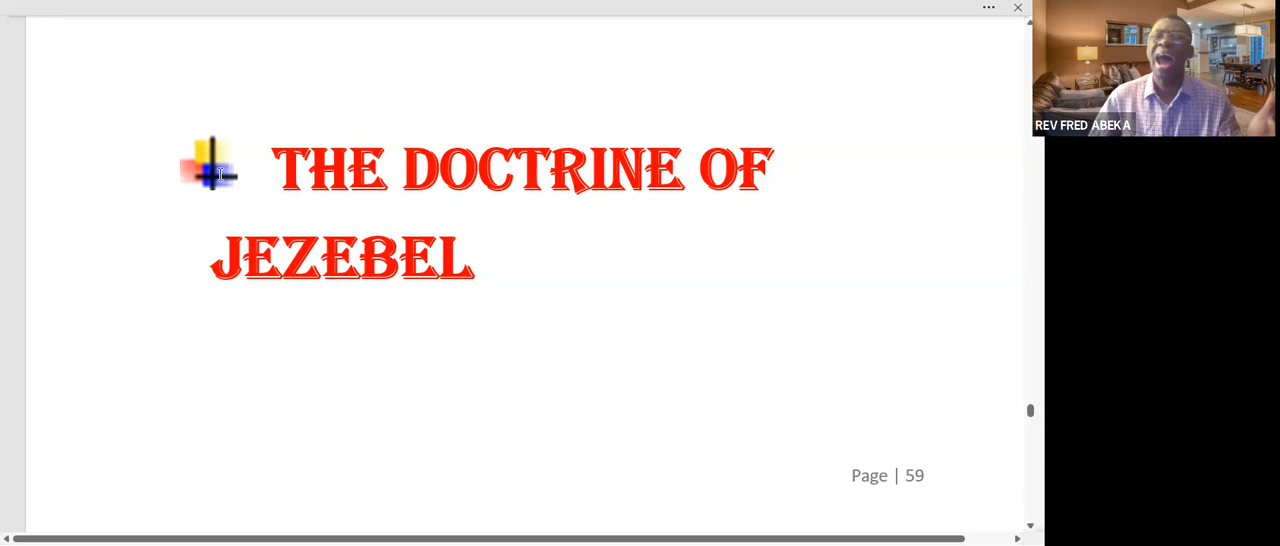 REV FRED ABEKA
THE DOCTRINE OF
JEZEBEL
Page | 59